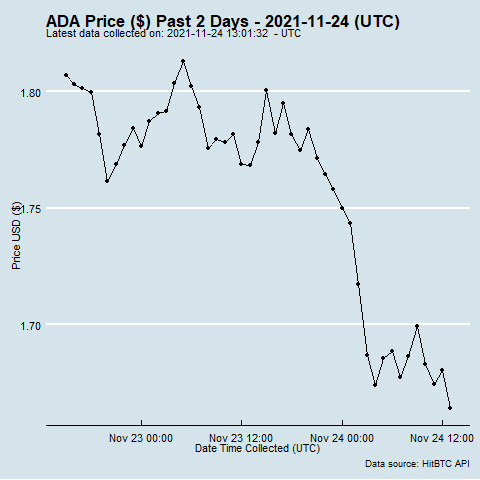 ADA Price ($) Past 2 Days - 2021-11-24 (UTC)
Latest data collected on: 2021-11-24 13:01:32 - UTC
1.80
1.75
1.70
Price USD ($)
Nov 23 00:00 Nov 23 12:00 Nov 24 00:00 Nov 24 12:00
Date Time Collected (UTC)
Data source: HitBTC API